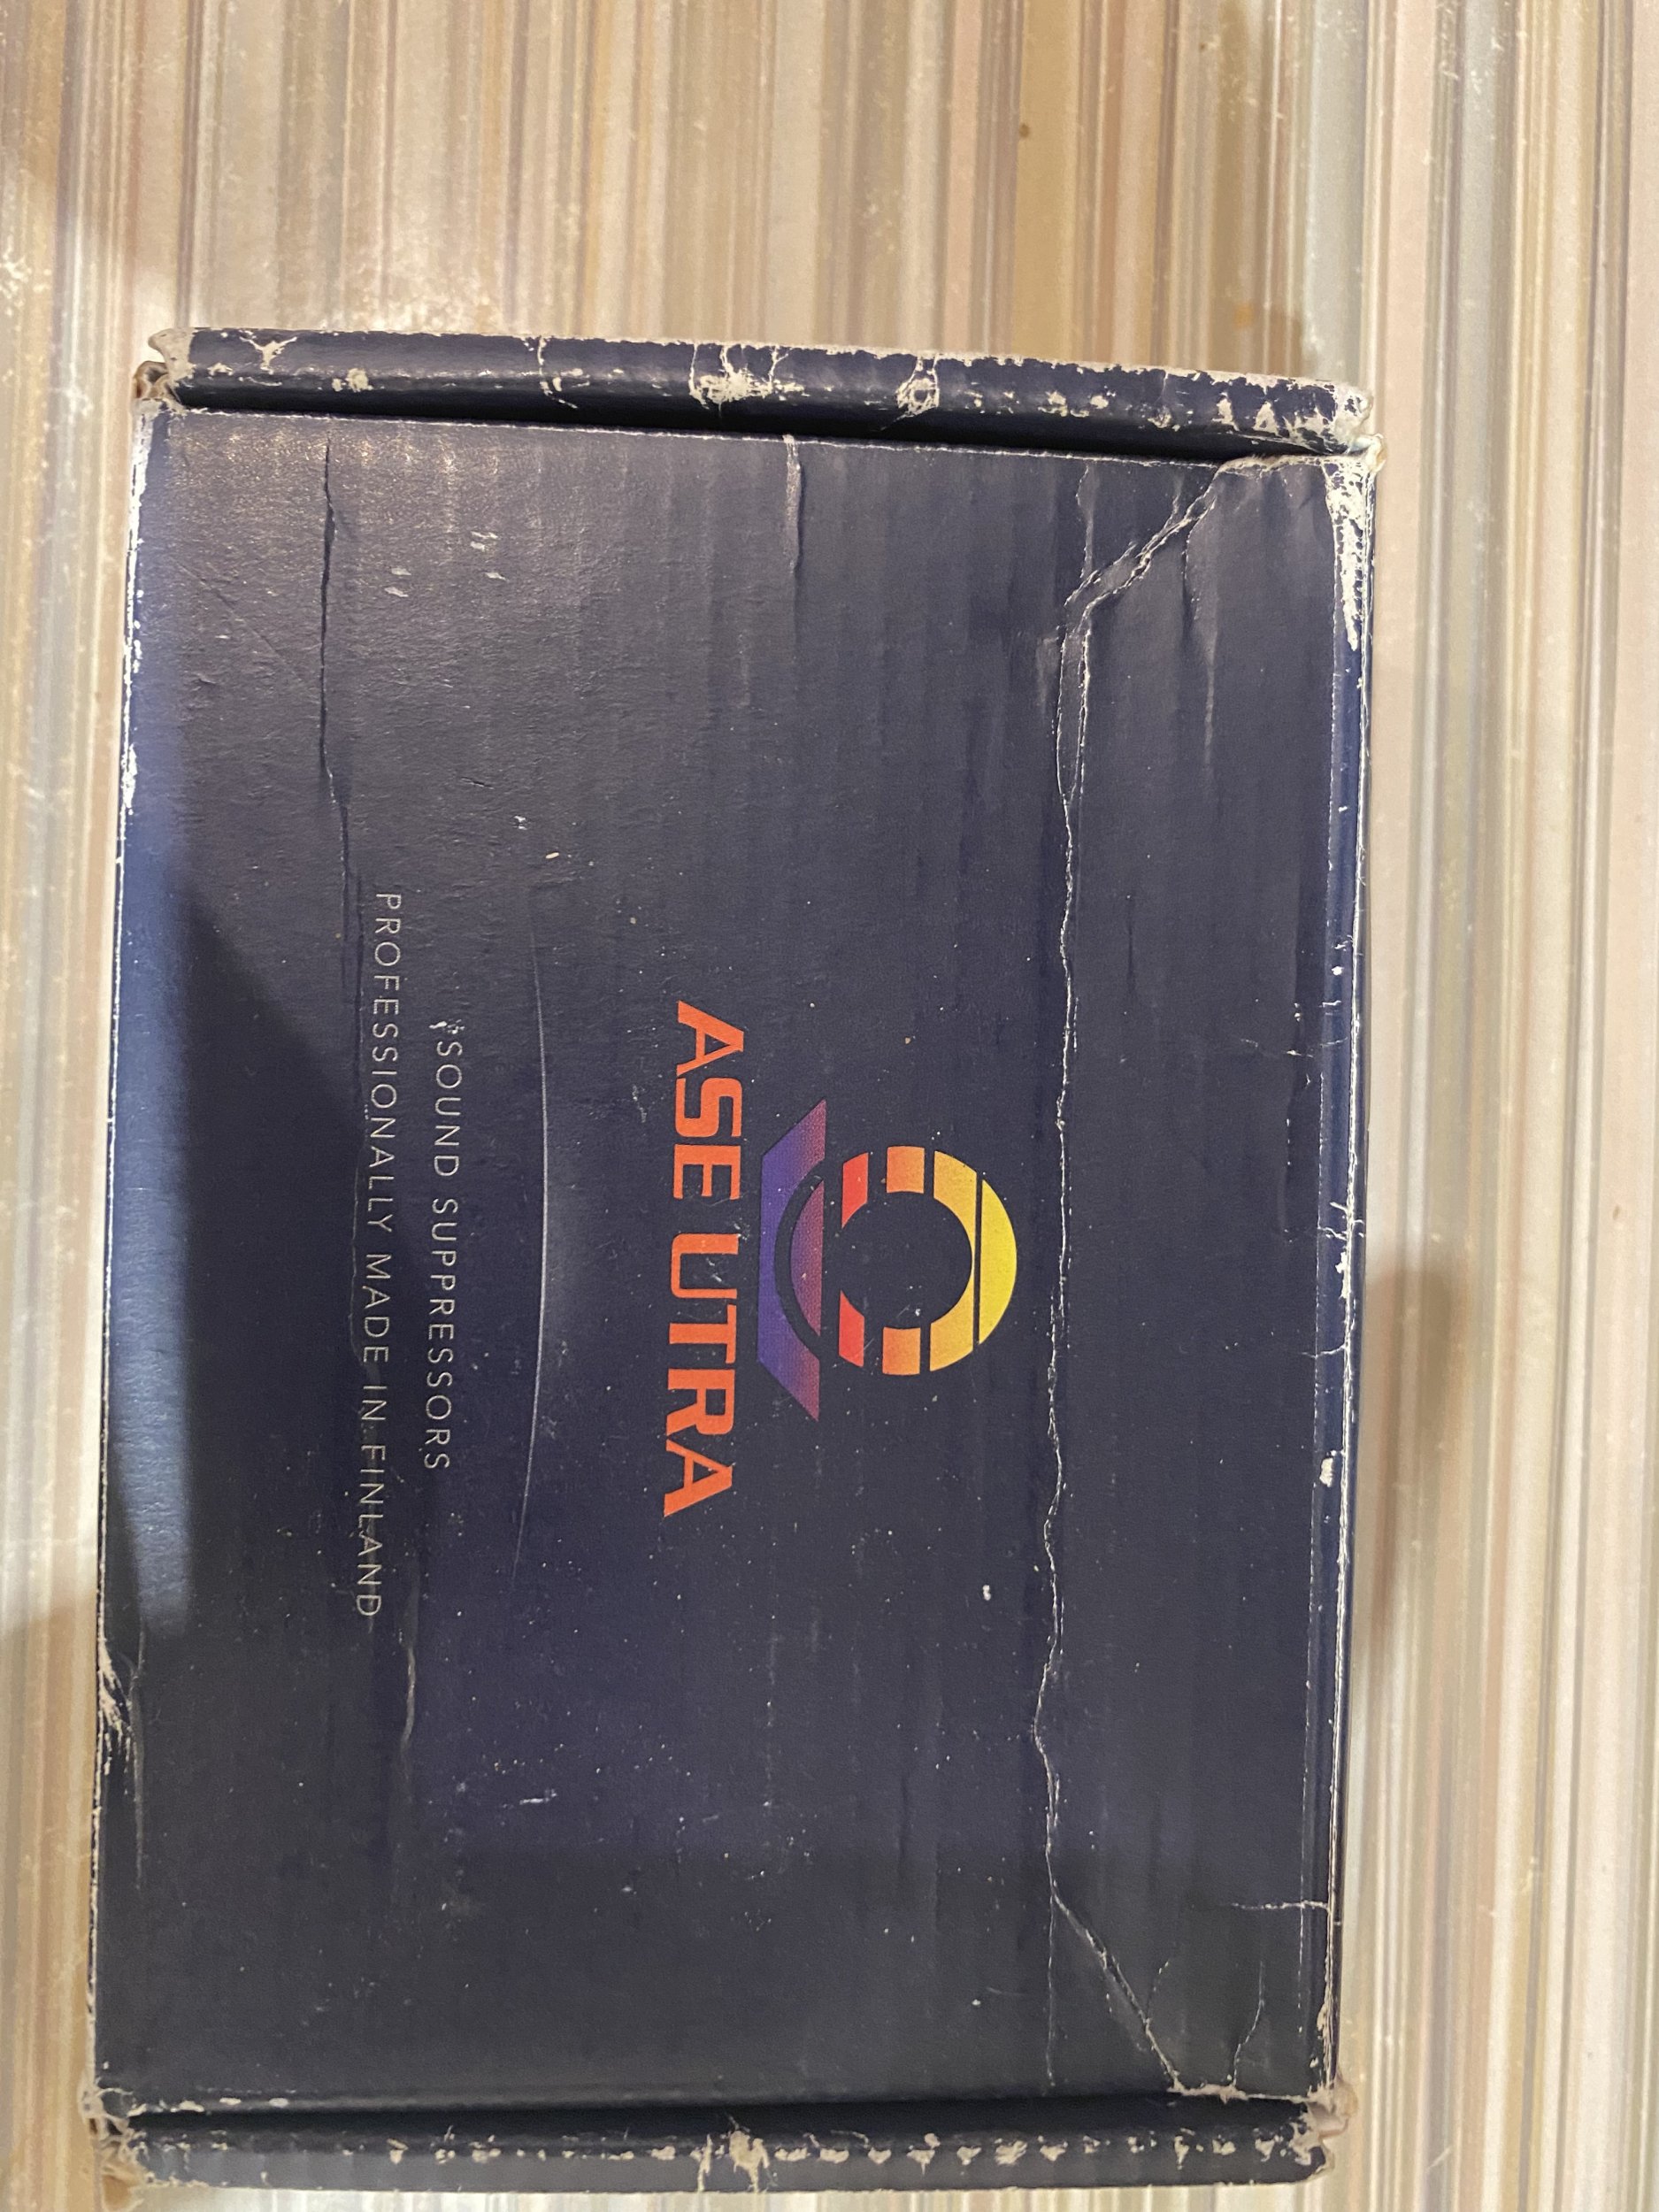 ASE UTRA
SOUND SUPPRESSORS
PROFESSIONALLY MADE IN FINLAND